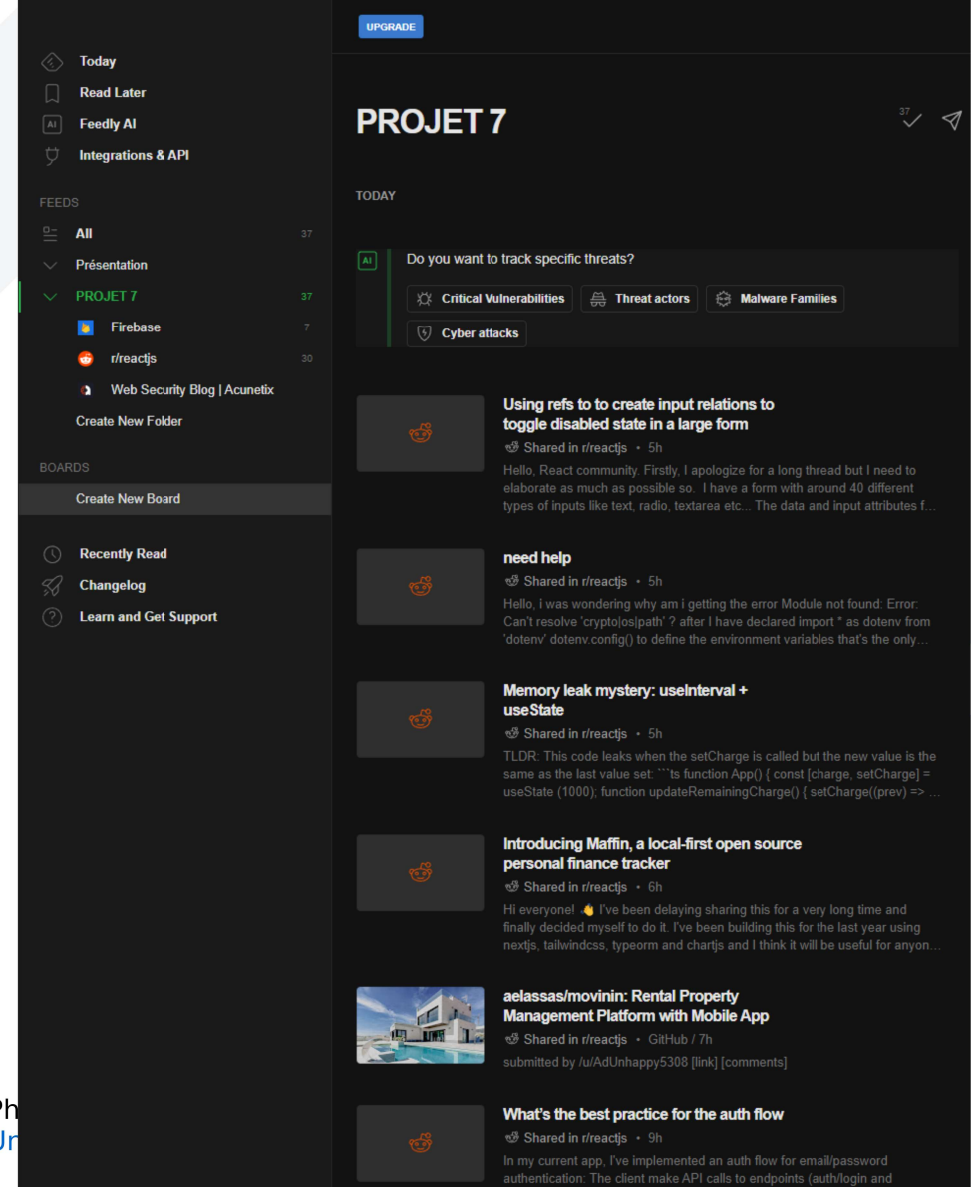 UPGRADE
Today
Read Later
AI Feedly AI
Integrations & API
FEEDS
All 37
Présentation
PROJET 7 37
Firebase 7
r/reactjs 30
Web Security Blog | Acunetix
Create New Folder
BOARDS
Create New Board
Recently Read
Changelog
? Learn and Get Support
PROJET 7
37
TODAY
AI Do you want to track specific threats?
Critical Vulnerabilities Threat actors Malware Families
Cyber attacks
Using refs to to create input relations to
toggle disabled state in a large form
Shared in r/reactjs • 5h
Hello, React community. Firstly, I apologize for a long thread but I need to
elaborate as much as possible so. I have a form with around 40 different
types of inputs like text, radio, textarea etc... The data and input attributes f…
need help
Shared in r/reactjs • 5h
Hello, i was wondering why am i getting the error Module not found: Error:
Can't resolve 'crypto|os|path' ? after I have declared import * as dotenv from
'dotenv' dotenv.config() to define the environment variables that's the only…
Memory leak mystery: useInterval +
useState
Shared in r/reactjs • 5h
TLDR: This code leaks when the setCharge is called but the new value is the
same as the last value set: ```ts function App() { const [charge, setCharge] =
useState (1000); function updateRemainingCharge() { setCharge((prev) => …
Introducing Maffin, a local-first open source
personal finance tracker
Shared in r/reactjs • 6h
Hi everyone! 👋 I've been delaying sharing this for a very long time and
finally decided myself to do it. I've been building this for the last year using
nextjs, tailwindcss, typeorm and chartjs and I think it will be useful for anyon…
aelassas/movinin: Rental Property
Management Platform with Mobile App
Shared in r/reactjs • GitHub / 7h
submitted by /u/AdUnhappy5308 [link] [comments]
What's the best practice for the auth flow
Shared in r/reactjs • 9h
In my current app, I've implemented an auth flow for email/password
authentication: The client make API calls to endpoints (auth/login and